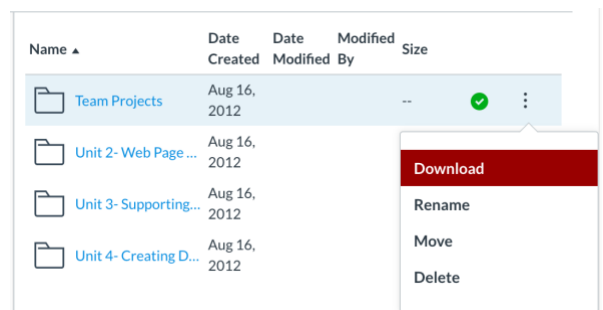 Name ▲ Date Created Date Modified Modified By Size
Team Projects Aug 16, 2012 --
Unit 2- Web Page ... Aug 16, 2012
Unit 3- Supporting... Aug 16, 2012
Unit 4- Creating D... Aug 16, 2012
Download
Rename
Move
Delete